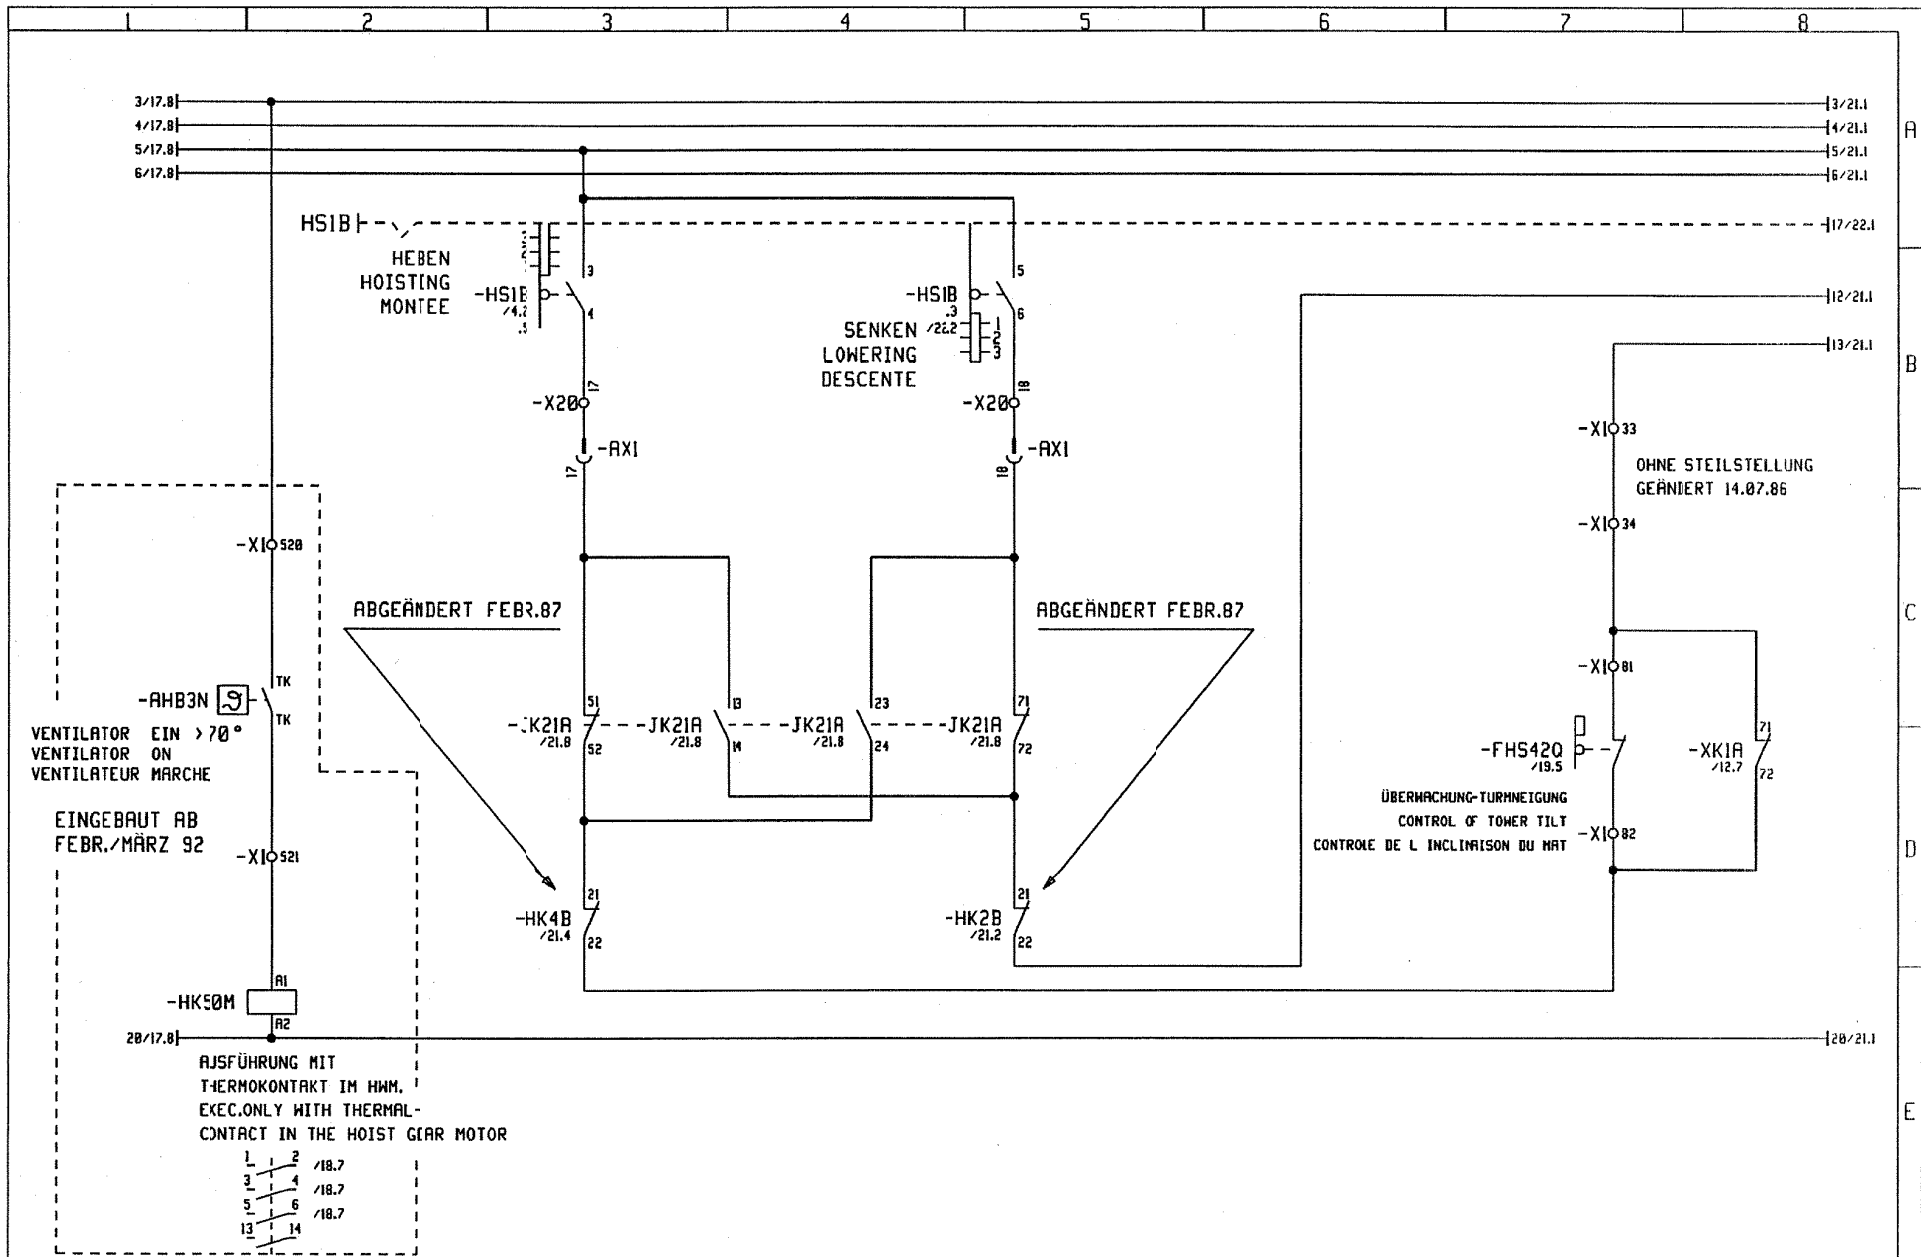 1 2 3 4 5 6 7 8
A
B
C
D
E
3/17.8
4/17.8
5/17.8
6/17.8
3/21.1
4/21.1
5/21.1
6/21.1
HS1B
17/22.1
HEBEN
HOISTING
MONTEE
-HS1B
3
4
-HS1B
.3
/22.2
5
6
1
2
3
SENKEN
LOWERING
DESCENTE
12/21.1
13/21.1
-X20
17
-AX1
17
-X20
18
-AX1
18
-X1 33
OHNE STEILSTELLUNG
GEÄNDERT 14.07.86
-X1 34
-X1 520
ABGEÄNDERT FEBR.87
ABGEÄNDERT FEBR.87
-X1 81
-AHB3N
TK
TK
VENTILATOR EIN >70°
VENTILATOR ON
VENTILATEUR MARCHE
-JK21A
/21.8
51
52
-JK21A
/21.8
13
14
-JK21A
/21.8
23
24
-JK21A
/21.8
71
72
-FHS42Q
/19.5
-XK1A
/12.7
71
72
ÜBERWACHUNG-TURMNEIGUNG
CONTROL OF TOWER TILT
CONTROLE DE L INCLINAISON DU MAT
-X1 82
EINGEBAUT AB
FEBR./MÄRZ 92
-X1 521
-HK4B
/21.4
21
22
-HK2B
/21.2
21
22
-HK50M
A1
A2
20/17.8
20/21.1
AUSFÜHRUNG MIT
THERMOKONTAKT IM HWM.
EXEC.ONLY WITH THERMAL-
CONTACT IN THE HOIST GEAR MOTOR
1 2 /18.7
3 4 /18.7
5 6 /18.7
13 14